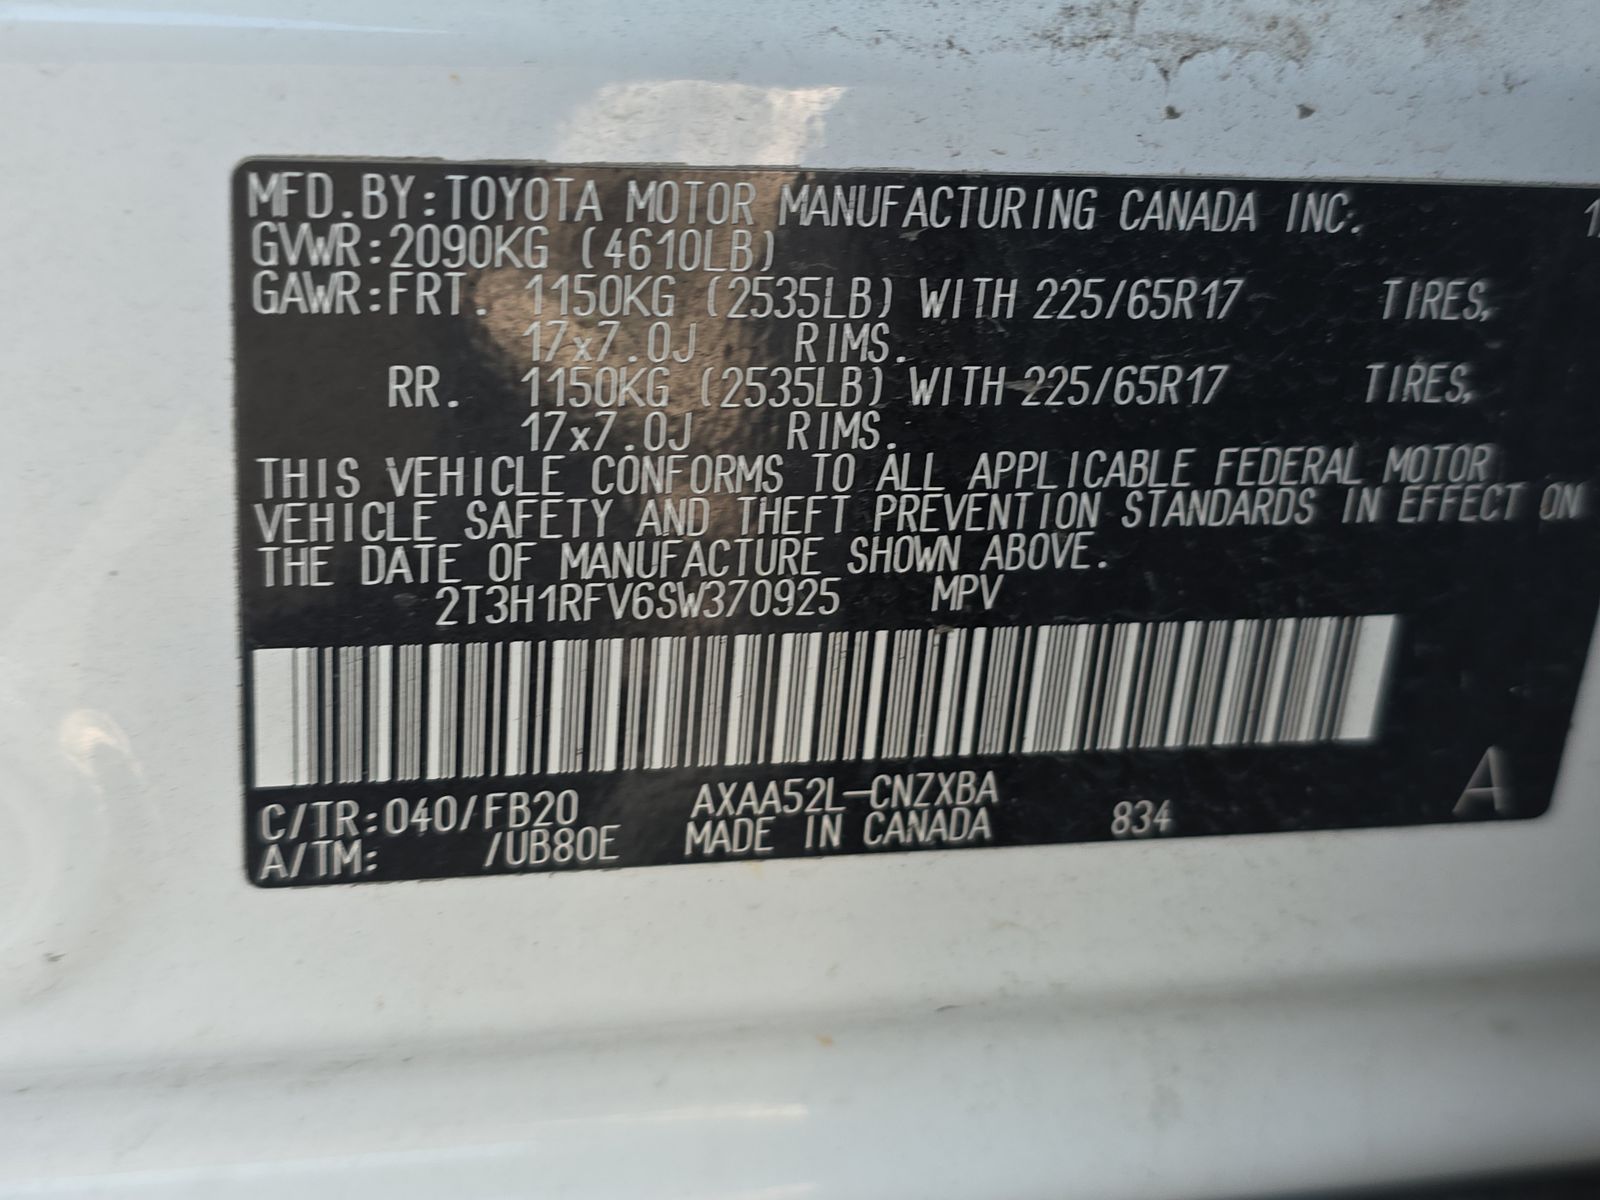 MFD.BY:TOYOTA MOTOR MANUFACTURING CANADA INC.
GVWR:2090KG (4610LB)
GAWR:FRT. 1150KG (2535LB) WITH 225/65R17 TIRES,
17x7.0J RIMS.
RR. 1150KG (2535LB) WITH 225/65R17 TIRES,
17x7.0J RIMS.
THIS VEHICLE CONFORMS TO ALL APPLICABLE FEDERAL MOTOR
VEHICLE SAFETY AND THEFT PREVENTION STANDARDS IN EFFECT ON
THE DATE OF MANUFACTURE SHOWN ABOVE.
2T3H1RFV6SW370925 MPV
C/TR:040/FB20 AXAA52L-CNZXBA
A/TM: /UB80E MADE IN CANADA 834 A